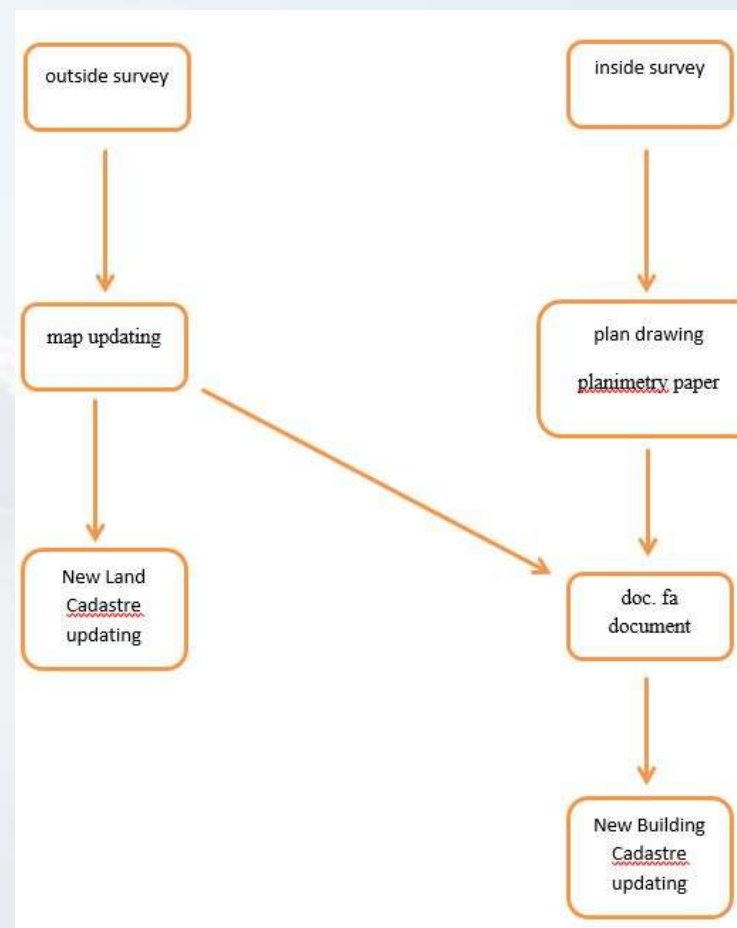 outside survey
inside survey
map updating
plan drawing
planimetry paper
New Land
Cadastre
updating
doc. fa
document
New Building
Cadastre
updating